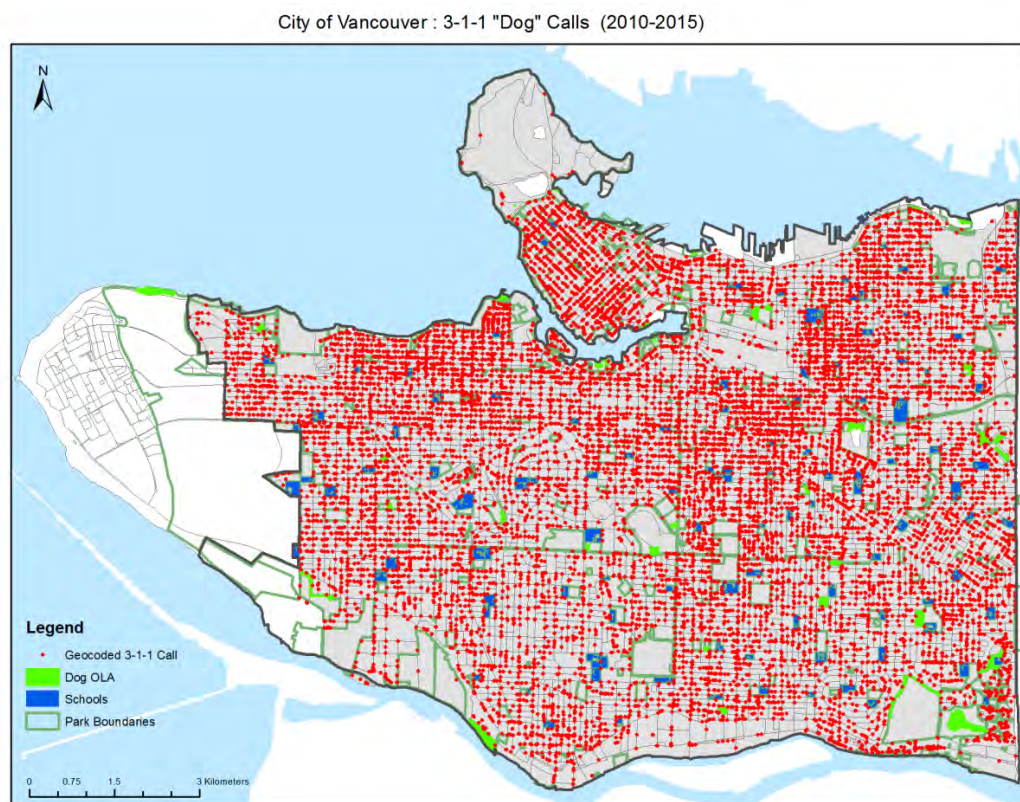 City of Vancouver : 3-1-1 "Dog" Calls (2010-2015)
N
Legend
Geocoded 3-1-1 Call
Dog OLA
Schools
Park Boundaries
0 0.75 1.5 3 Kilometers